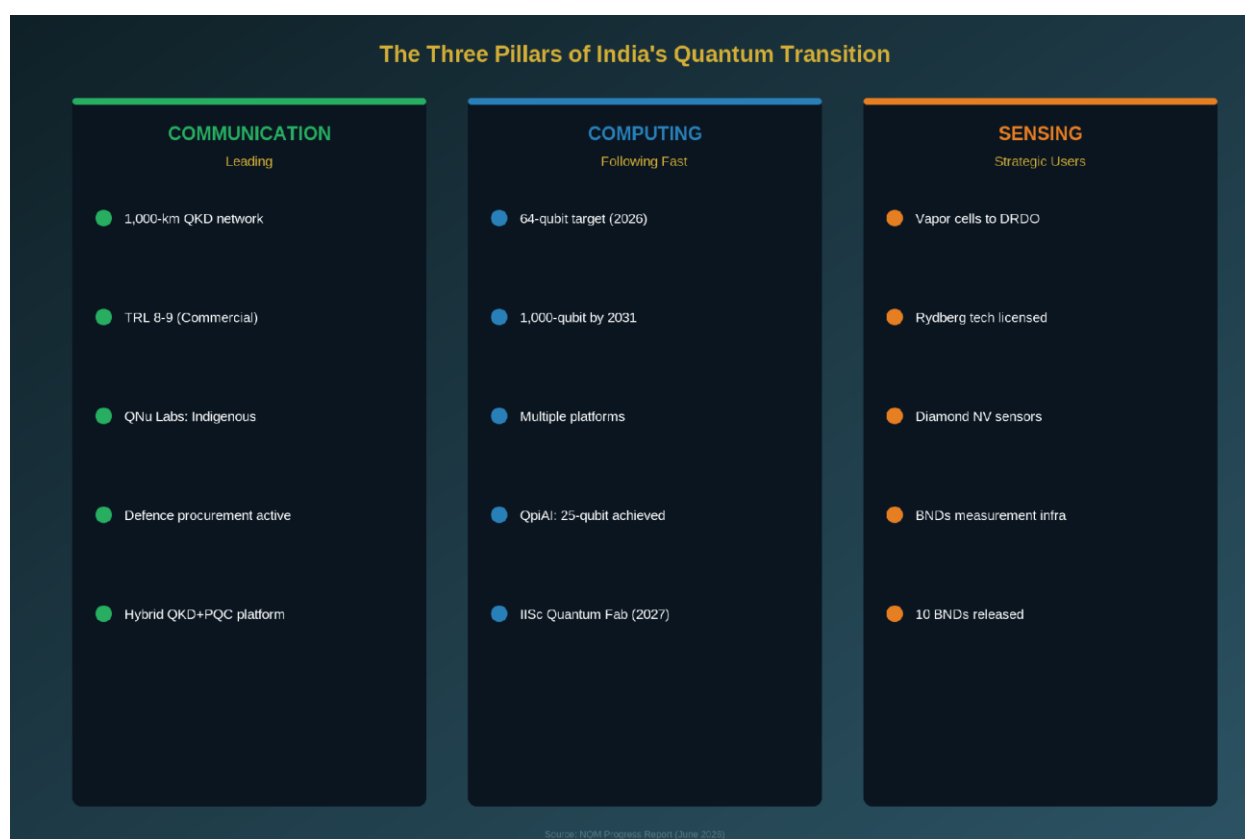 The Three Pillars of India's Quantum Transition
COMMUNICATION
Leading
1,000-km QKD network
TRL 8-9 (Commercial)
QNu Labs: Indigenous
Defence procurement active
Hybrid QKD+PQC platform
COMPUTING
Following Fast
64-qubit target (2026)
1,000-qubit by 2031
Multiple platforms
QpiAI: 25-qubit achieved
IISc Quantum Fab (2027)
SENSING
Strategic Users
Vapor cells to DRDO
Rydberg tech licensed
Diamond NV sensors
BNDs measurement infra
10 BNDs released
Source: NQM Progress Report (June 2025)